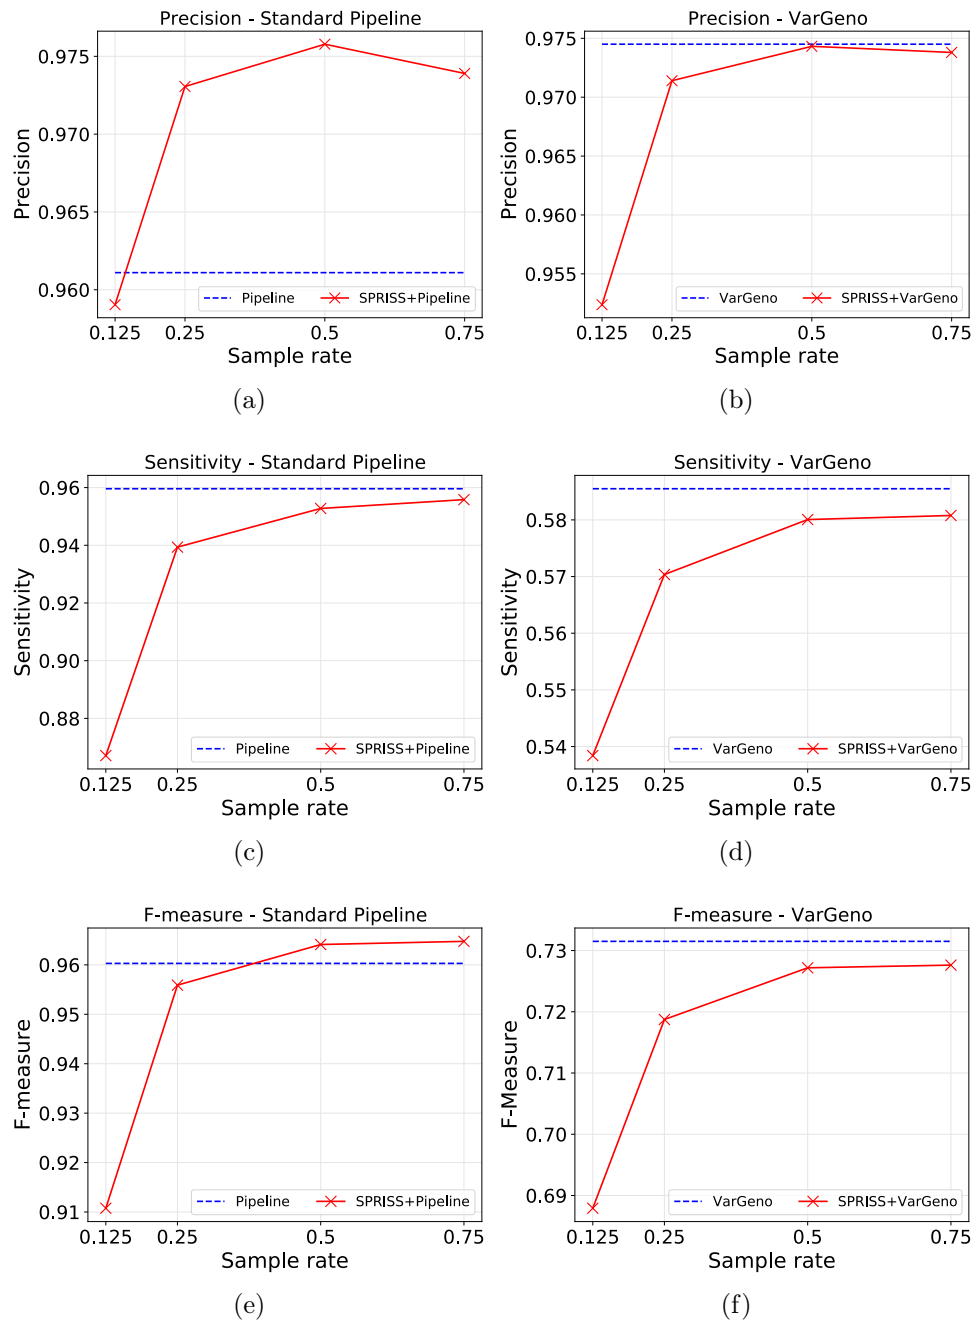 Precision - Standard Pipeline
Precision
0.975
0.970
0.965
0.960
Pipeline
SPRISS+Pipeline
0.125 0.25 0.5 0.75
Sample rate
(a)
Precision - VarGeno
Precision
0.975
0.970
0.965
0.960
0.955
VarGeno
SPRISS+VarGeno
0.125 0.25 0.5 0.75
Sample rate
(b)
Sensitivity - Standard Pipeline
Sensitivity
0.96
0.94
0.92
0.90
0.88
Pipeline
SPRISS+Pipeline
0.125 0.25 0.5 0.75
Sample rate
(c)
Sensitivity - VarGeno
Sensitivity
0.58
0.57
0.56
0.55
0.54
VarGeno
SPRISS+VarGeno
0.125 0.25 0.5 0.75
Sample rate
(d)
F-measure - Standard Pipeline
F-measure
0.96
0.95
0.94
0.93
0.92
0.91
Pipeline
SPRISS+Pipeline
0.125 0.25 0.5 0.75
Sample rate
(e)
F-measure - VarGeno
F-Measure
0.73
0.72
0.71
0.70
0.69
VarGeno
SPRISS+VarGeno
0.125 0.25 0.5 0.75
Sample rate
(f)